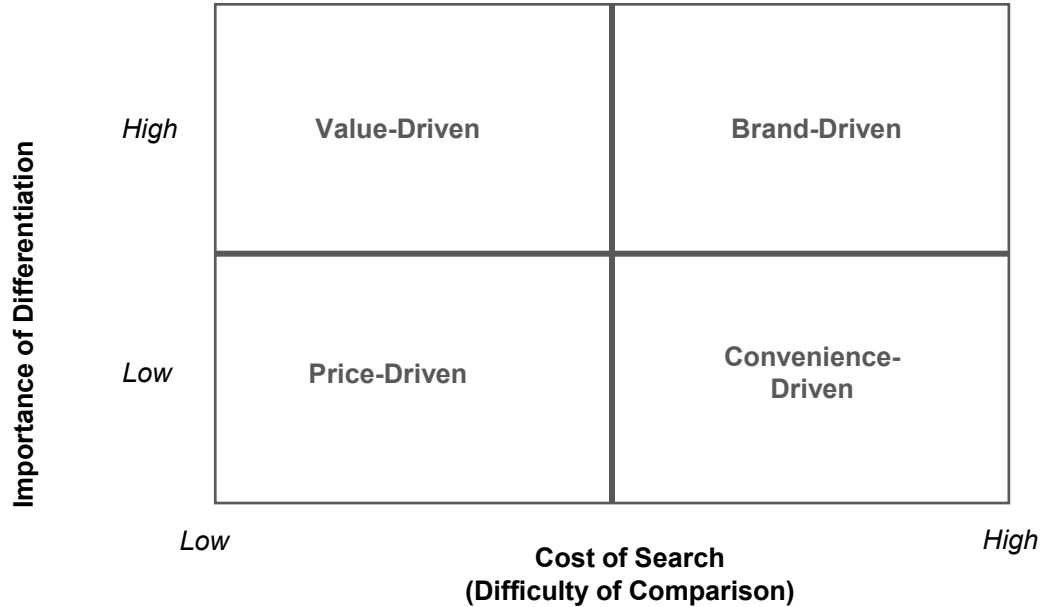 Importance of Differentiation
High
Value-Driven
Brand-Driven
Low
Price-Driven
Convenience-
Driven
Low
High
Cost of Search
(Difficulty of Comparison)